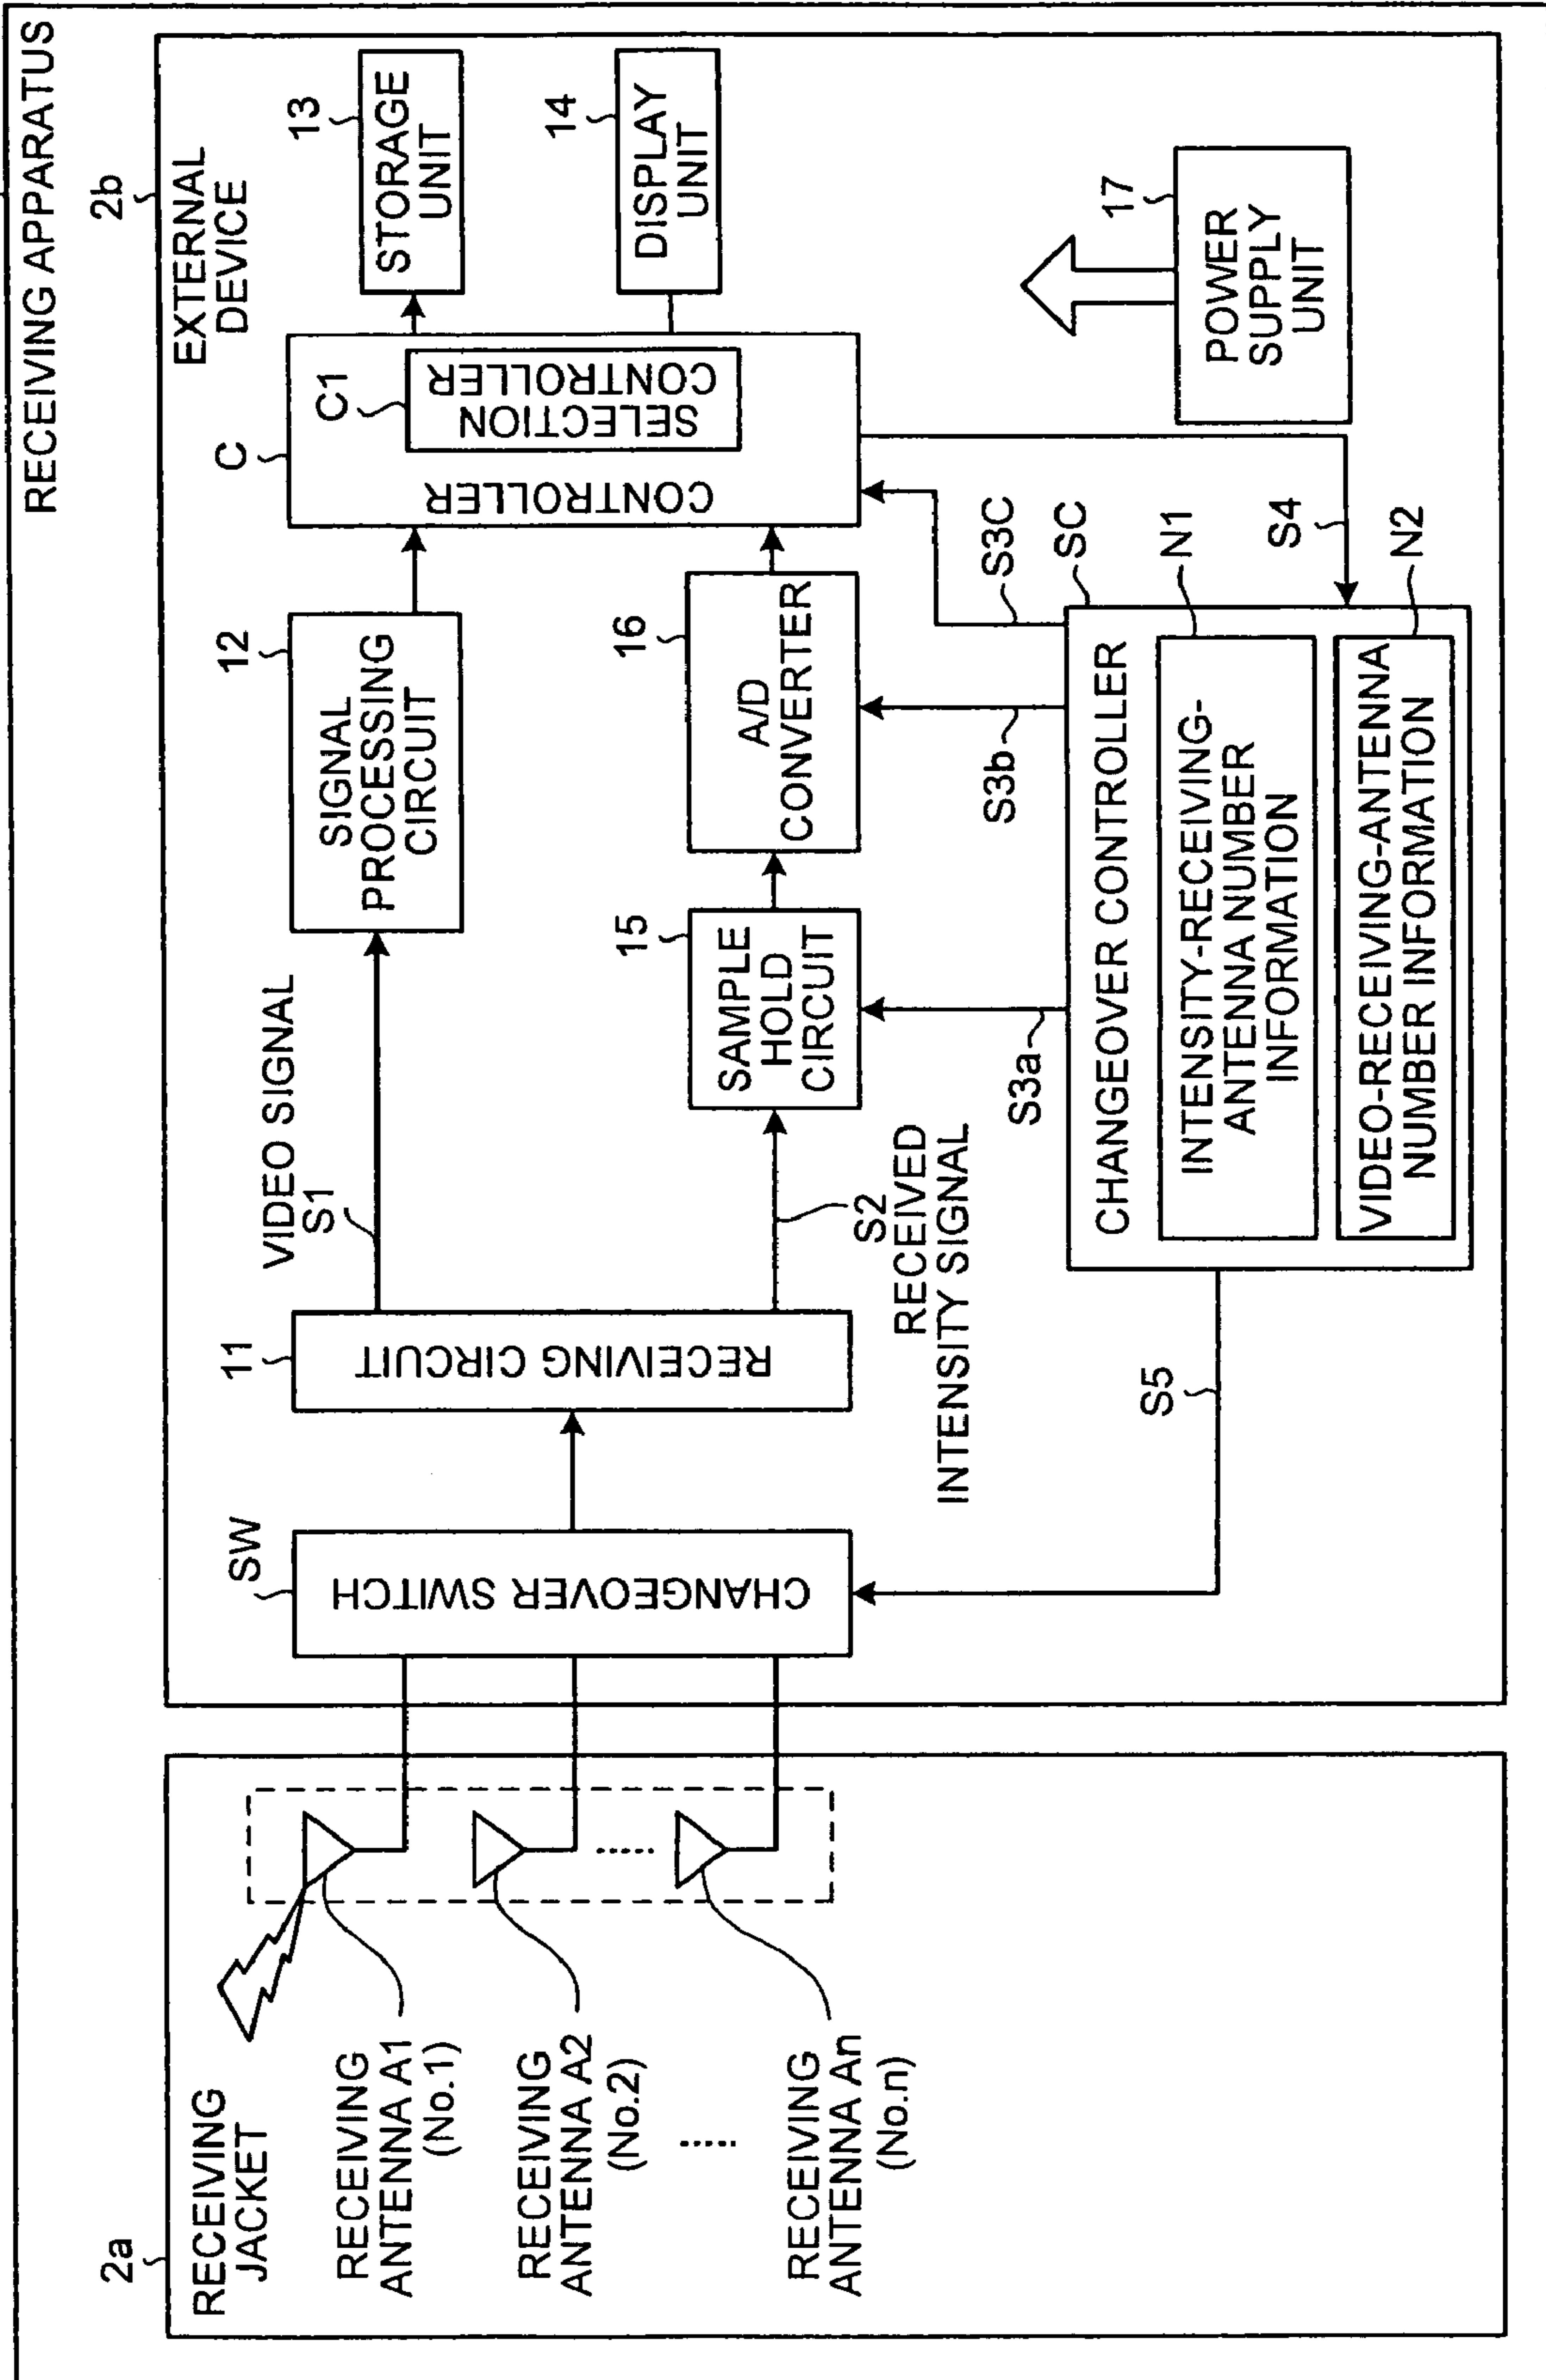 RECEIVING APPARATUS
2a
RECEIVING
JACKET
RECEIVING
ANTENNA A1
(No.1)
RECEIVING
ANTENNA A2
(No.2)
RECEIVING
ANTENNA An
(No.n)
2b
EXTERNAL
DEVICE
SW
CHANGEOVER SWITCH
11
RECEIVING CIRCUIT
VIDEO SIGNAL
S1
S2
RECEIVED
INTENSITY SIGNAL
12
SIGNAL
PROCESSING
CIRCUIT
15
SAMPLE
HOLD
CIRCUIT
16
A/D
CONVERTER
C
CONTROLLER
C1
SELECTION
CONTROLLER
13
STORAGE
UNIT
14
DISPLAY
UNIT
S3a
S3b
S3C
SC
S4
S5
CHANGEOVER CONTROLLER
N1
INTENSITY-RECEIVING-
ANTENNA NUMBER
INFORMATION
N2
VIDEO-RECEIVING-ANTENNA
NUMBER INFORMATION
17
POWER
SUPPLY
UNIT